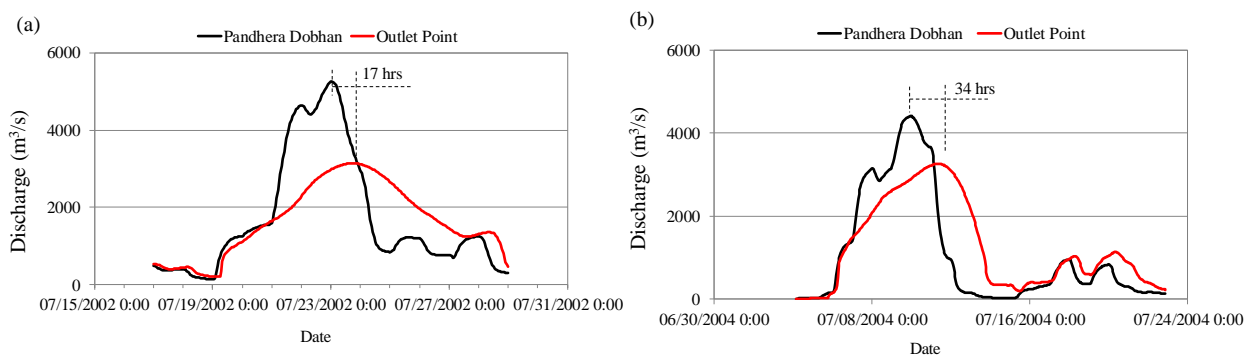 (a)
Pandhera Dobhan Outlet Point
Discharge (m³/s)
6000
4000
2000
0
17 hrs
07/15/2002 0:00 07/19/2002 0:00 07/23/2002 0:00 07/27/2002 0:00 07/31/2002 0:00
Date
(b)
Pandhera Dobhan Outlet Point
Discharge (m³/s)
6000
4000
2000
0
34 hrs
06/30/2004 0:00 07/08/2004 0:00 07/16/2004 0:00 07/24/2004 0:00
Date